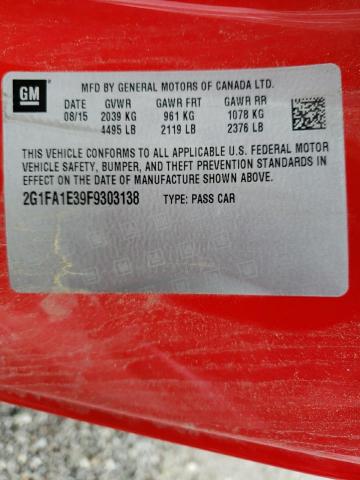 GM
MFD BY GENERAL MOTORS OF CANADA LTD.
DATE GVWR GAWR FRT GAWR RR
08/15 2039 KG 961 KG 1078 KG
4495 LB 2119 LB 2376 LB
THIS VEHICLE CONFORMS TO ALL APPLICABLE U.S. FEDERAL MOTOR
VEHICLE SAFETY, BUMPER, AND THEFT PREVENTION STANDARDS
IN EFFECT ON THE DATE OF MANUFACTURE SHOWN ABOVE.
2G1FA1E39F9303138 TYPE: PASS CAR